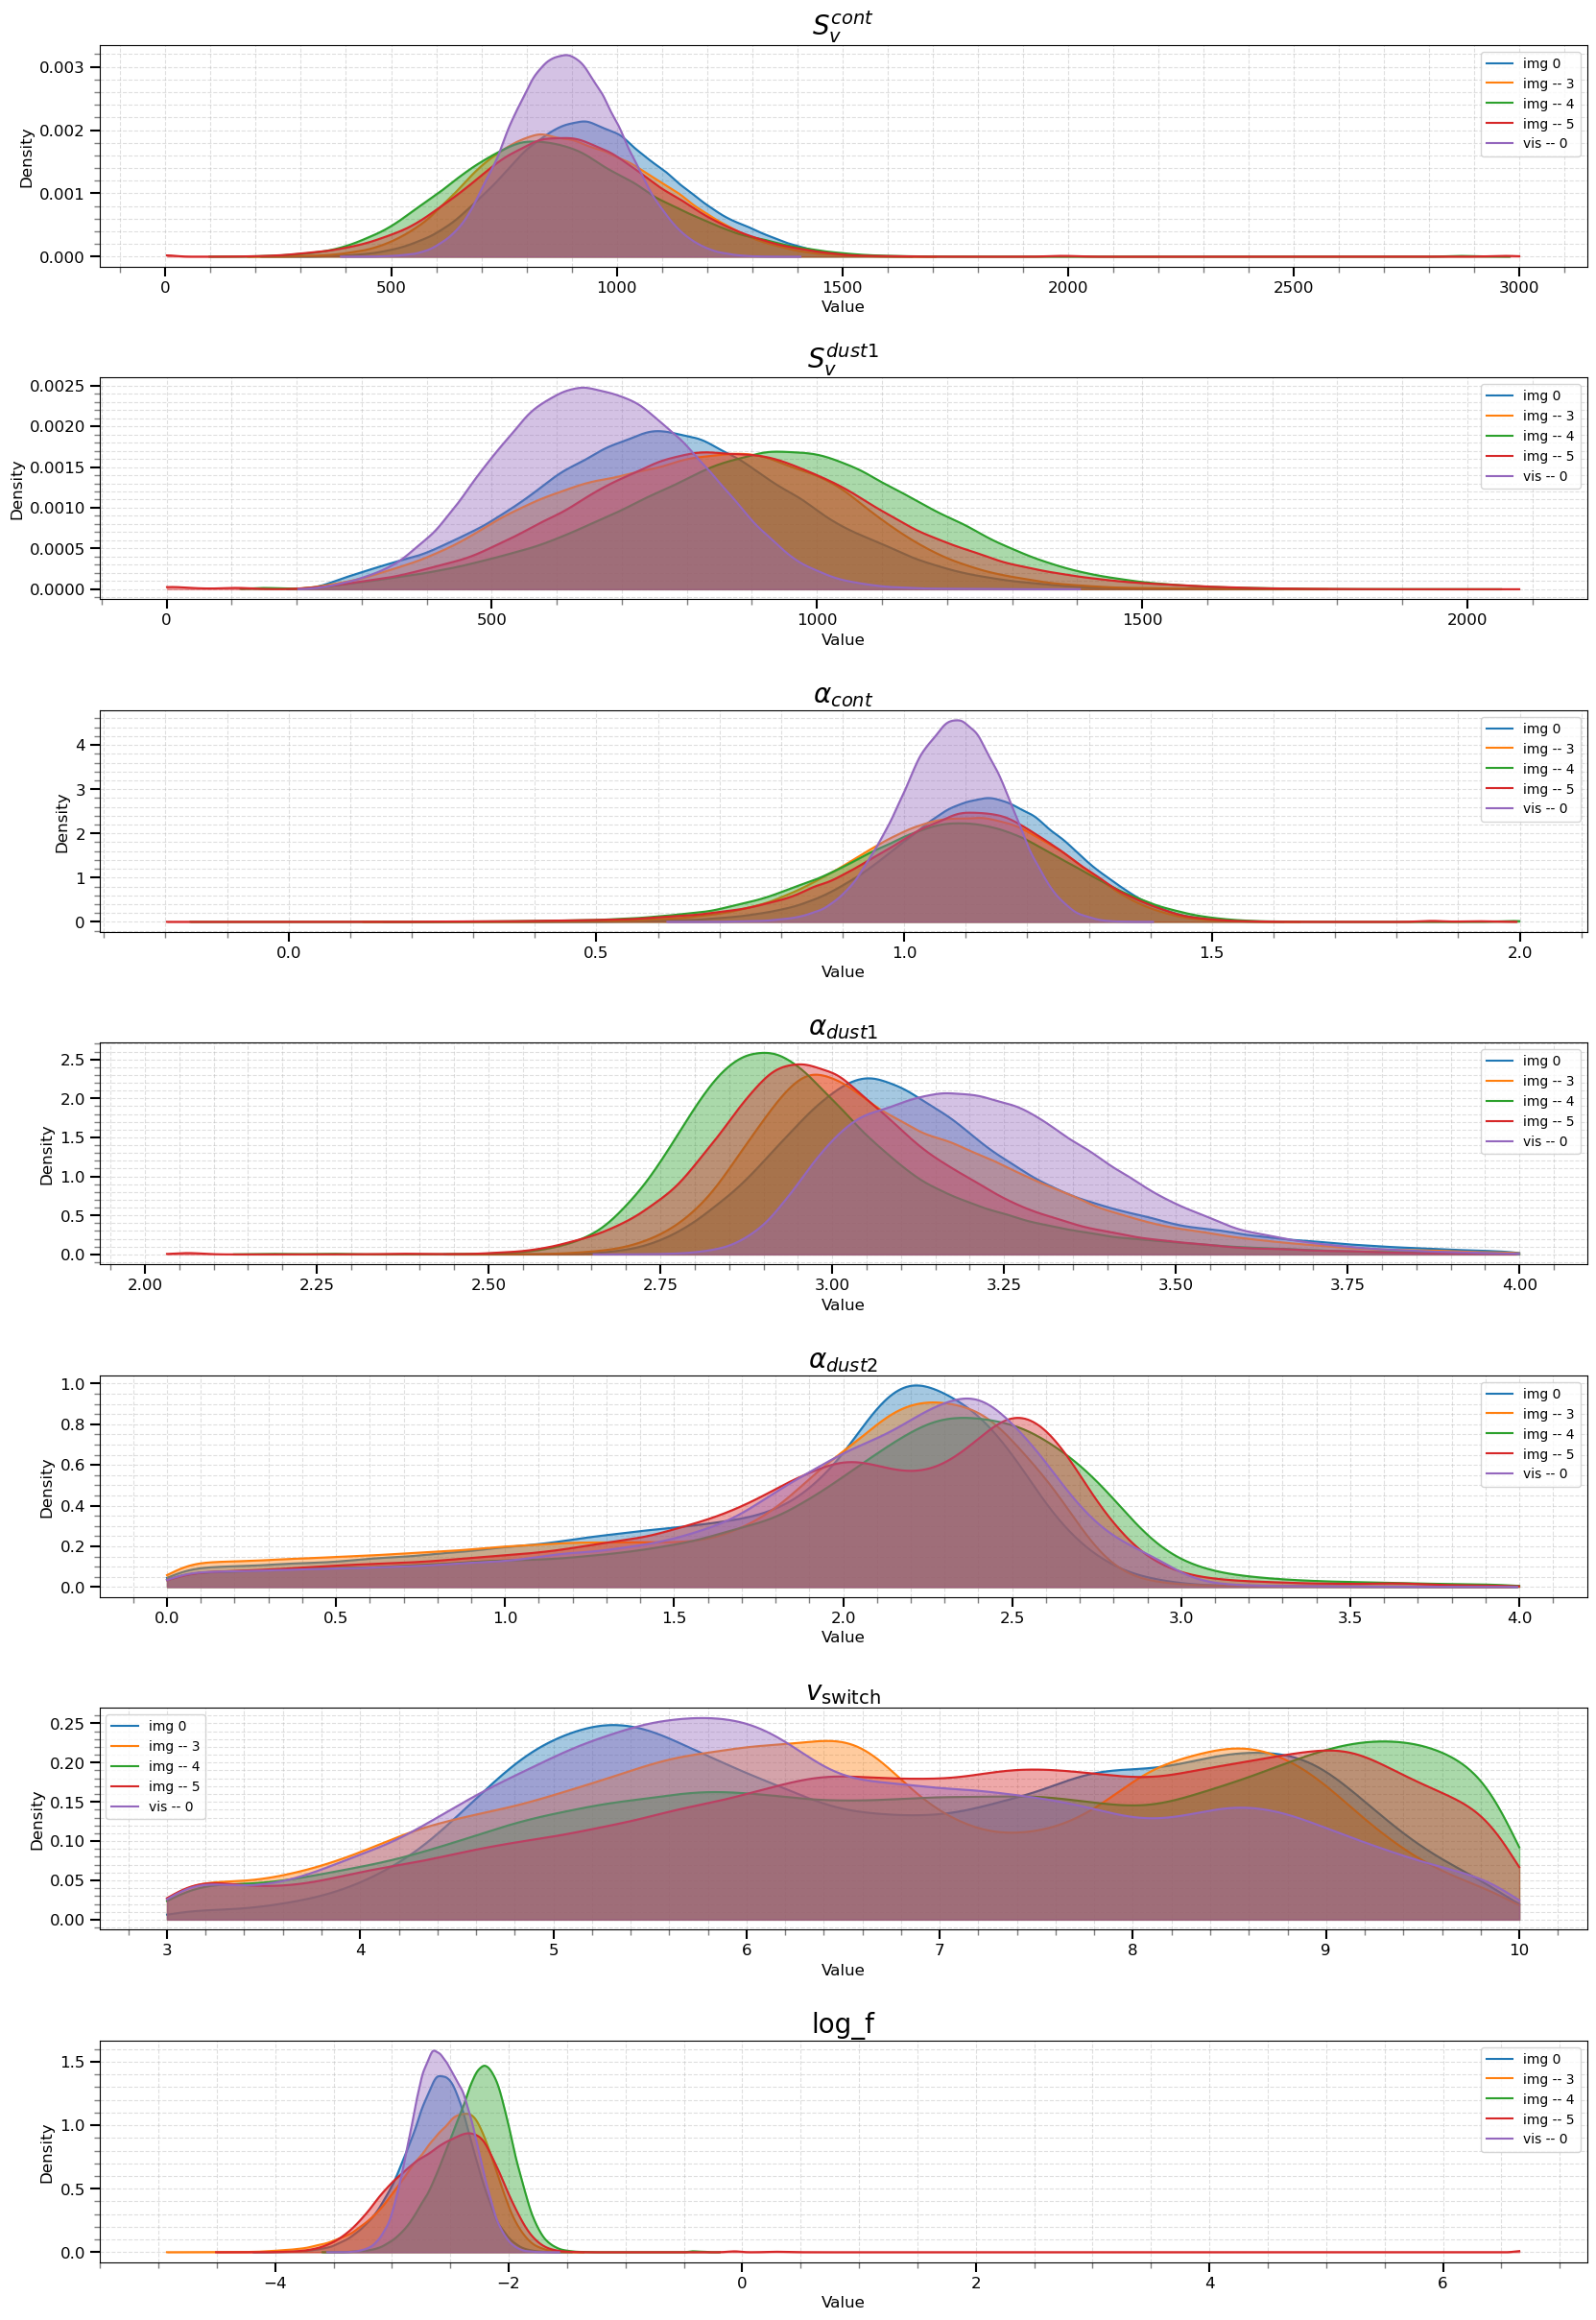 S_v^{cont}
Density
0.003
0.002
0.001
0.000
0 500 1000 1500 2000 2500 3000
Value
img 0
img -- 3
img -- 4
img -- 5
vis -- 0
S_v^{dust1}
Density
0.0025
0.0020
0.0015
0.0010
0.0005
0.0000
0 500 1000 1500 2000
Value
img 0
img -- 3
img -- 4
img -- 5
vis -- 0
α_{cont}
Density
4
3
2
1
0
0.0 0.5 1.0 1.5 2.0
Value
img 0
img -- 3
img -- 4
img -- 5
vis -- 0
α_{dust1}
Density
2.5
2.0
1.5
1.0
0.5
0.0
2.00 2.25 2.50 2.75 3.00 3.25 3.50 3.75 4.00
Value
img 0
img -- 3
img -- 4
img -- 5
vis -- 0
α_{dust2}
Density
1.0
0.8
0.6
0.4
0.2
0.0
0.0 0.5 1.0 1.5 2.0 2.5 3.0 3.5 4.0
Value
img 0
img -- 3
img -- 4
img -- 5
vis -- 0
v_{switch}
Density
0.25
0.20
0.15
0.10
0.05
0.00
3 4 5 6 7 8 9 10
Value
img 0
img -- 3
img -- 4
img -- 5
vis -- 0
log_f
Density
1.5
1.0
0.5
0.0
−4 −2 0 2 4 6
Value
img 0
img -- 3
img -- 4
img -- 5
vis -- 0